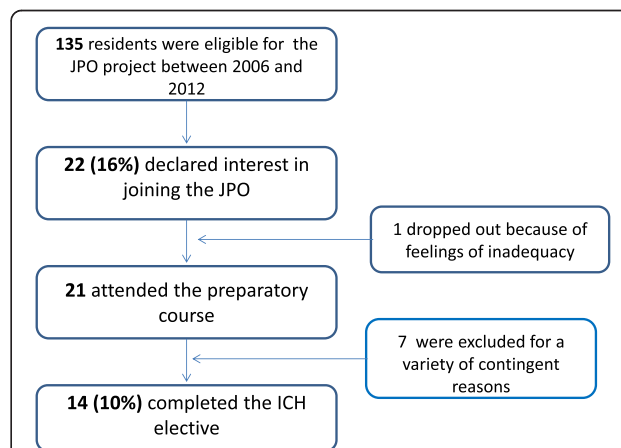 135 residents were eligible for the
JPO project between 2006 and
2012
22 (16%) declared interest in
joining the JPO
1 dropped out because of
feelings of inadequacy
21 attended the preparatory
course
7 were excluded for a
variety of contingent
reasons
14 (10%) completed the ICH
elective